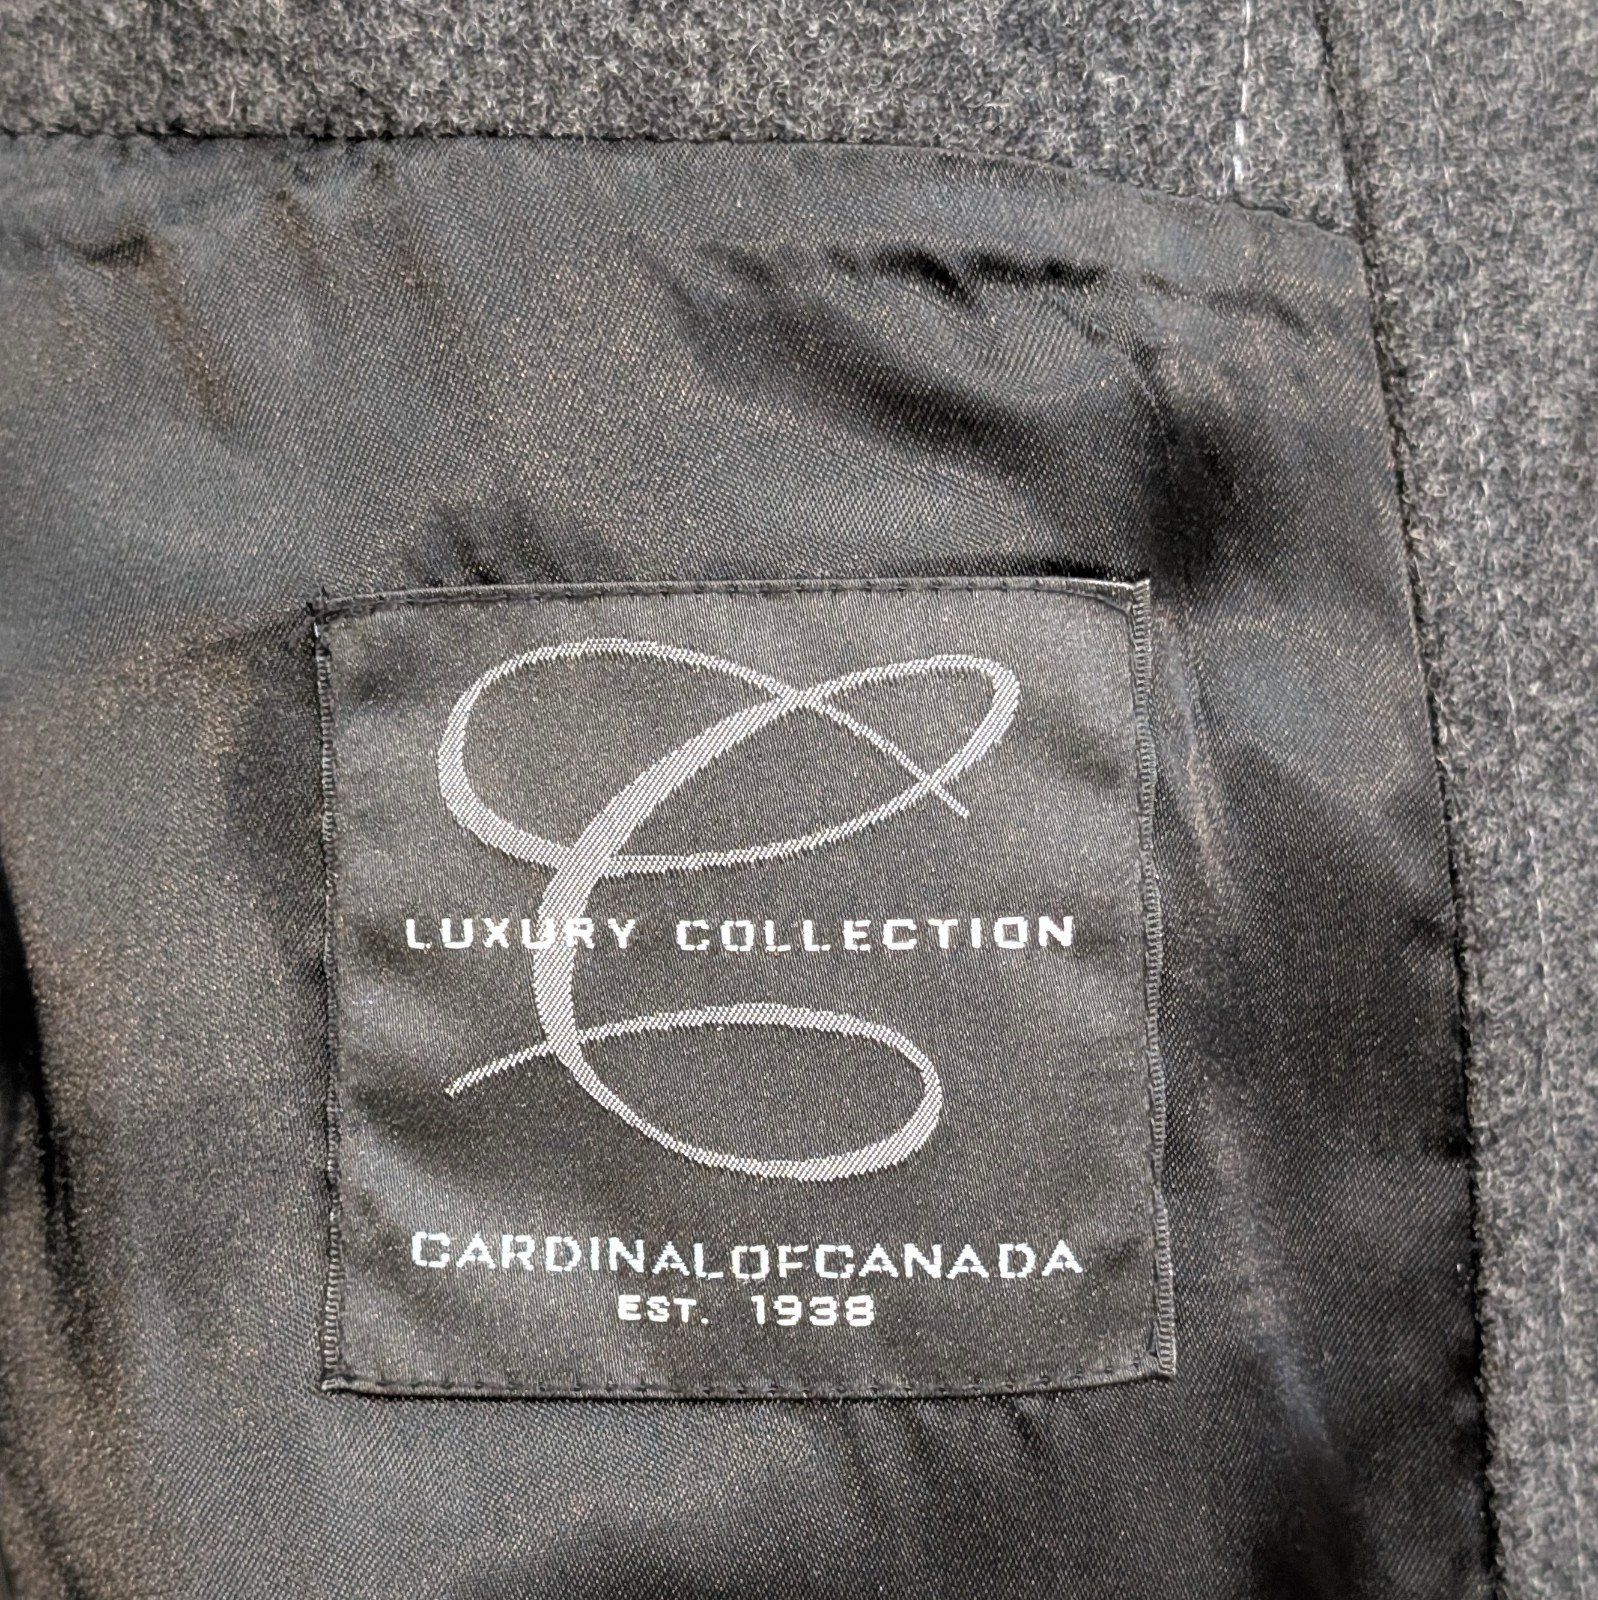 LUXURY COLLECTION
CARDINALOFCANADA
EST. 1938